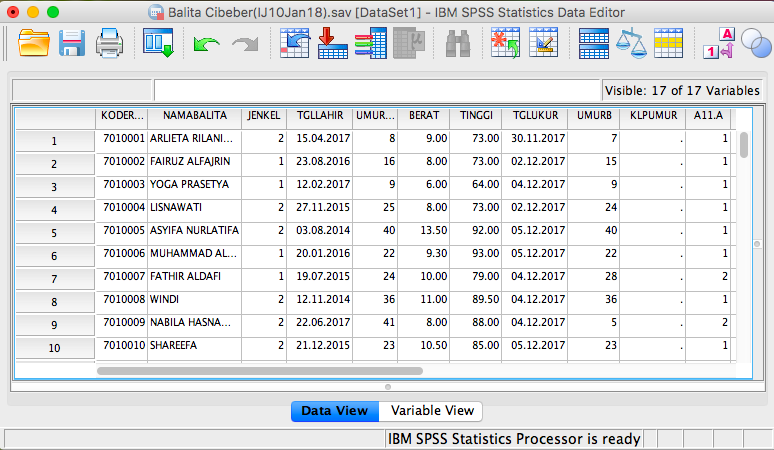 Balita Cibeber(IJ10Jan18).sav [DataSet1] - IBM SPSS Statistics Data Editor
Visible: 17 of 17 Variables
KODER... NAMABALITA JENKEL TGLLAHIR UMUR... BERAT TINGGI TGLUKUR UMURB KLPUMUR A11.A
1 7010001 ARLIETA RILANI... 2 15.04.2017 8 9.00 73.00 30.11.2017 7 . 1
2 7010002 FAIRUZ ALFAJRIN 1 23.08.2016 16 8.00 73.00 02.12.2017 15 . 1
3 7010003 YOGA PRASETYA 1 12.02.2017 9 6.00 64.00 04.12.2017 9 . 1
4 7010004 LISNAWATI 2 27.11.2015 25 8.00 73.00 02.12.2017 24 . 1
5 7010005 ASYIFA NURLATIFA 2 03.08.2014 40 13.50 92.00 05.12.2017 40 . 1
6 7010006 MUHAMMAD AL... 1 20.01.2016 22 9.30 93.00 05.12.2017 22 . 1
7 7010007 FATHIR ALDAFI 1 19.07.2015 24 10.00 79.00 04.12.2017 28 . 2
8 7010008 WINDI 2 12.11.2014 36 11.00 89.50 04.12.2017 36 . 1
9 7010009 NABILA HASNA... 2 22.06.2017 41 8.00 88.00 04.12.2017 5 . 2
10 7010010 SHAREEFA 2 21.12.2015 23 10.50 85.00 05.12.2017 23 . 1
Data View Variable View
IBM SPSS Statistics Processor is ready